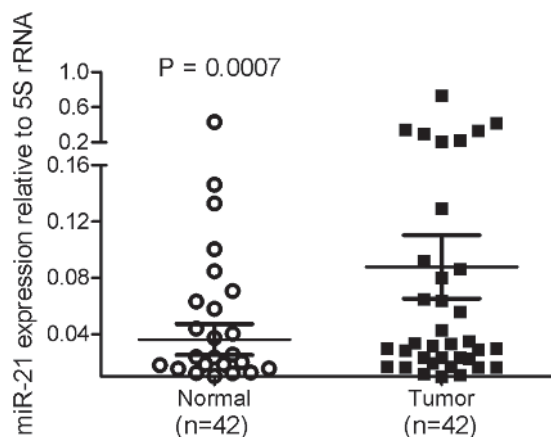 miR-21 expression relative to 5S rRNA
P = 0.0007
1.0
0.6
0.2
0.16
0.12
0.08
0.04
Normal
(n=42)
Tumor
(n=42)